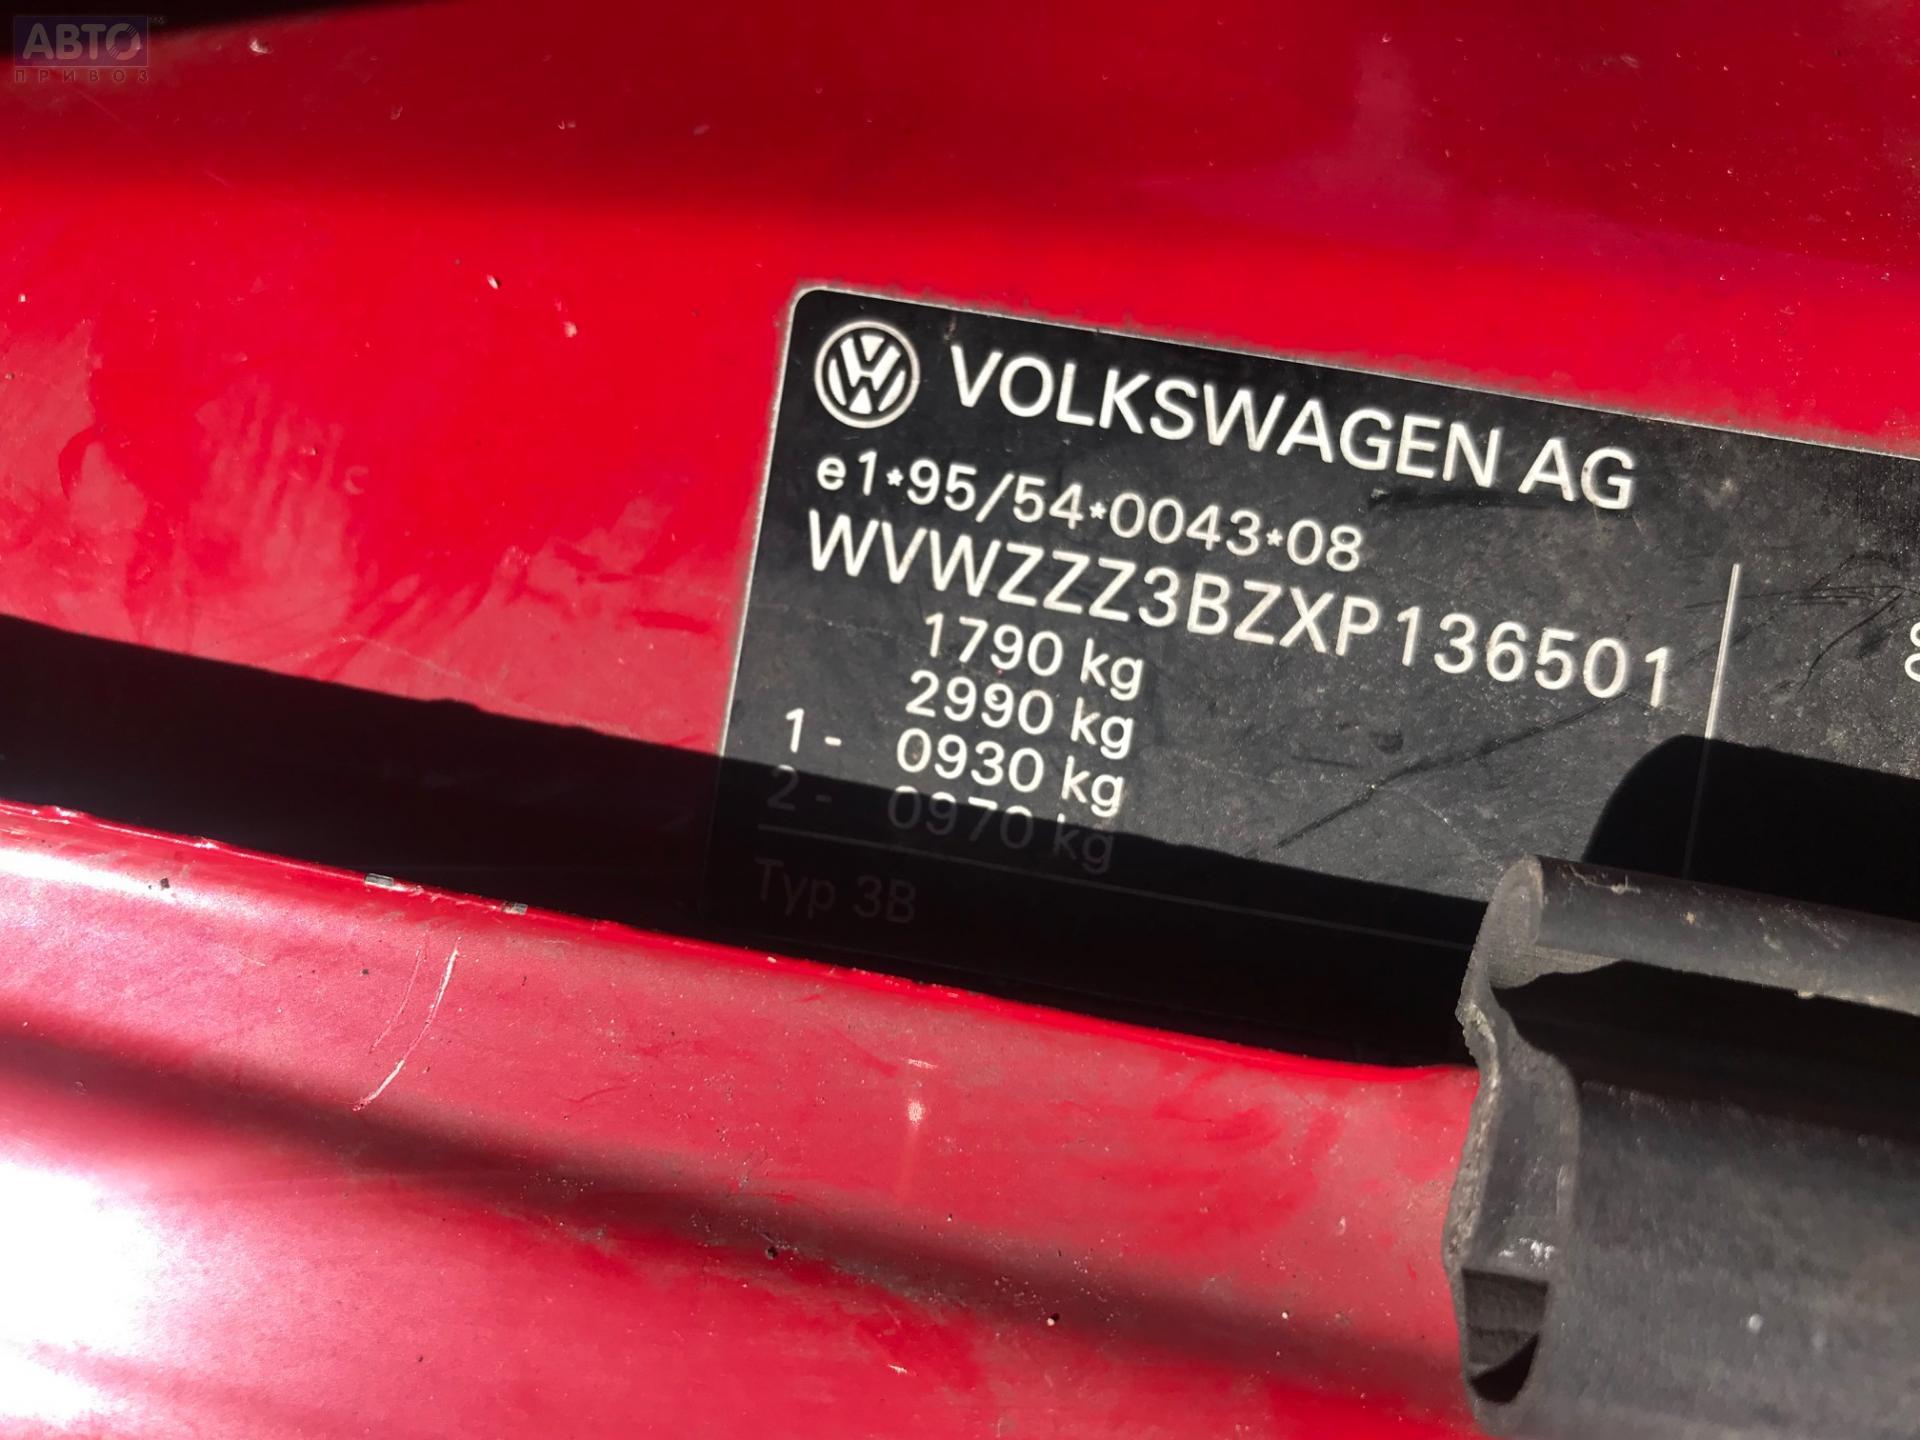 АВТО
ПРИВОЗ
VOLKSWAGEN AG
e1*95/54*0043*08
WVWZZZ3BZXP136501
1790 kg
2990 kg
1 - 0930 kg
2 - 0970 kg
Typ 3B